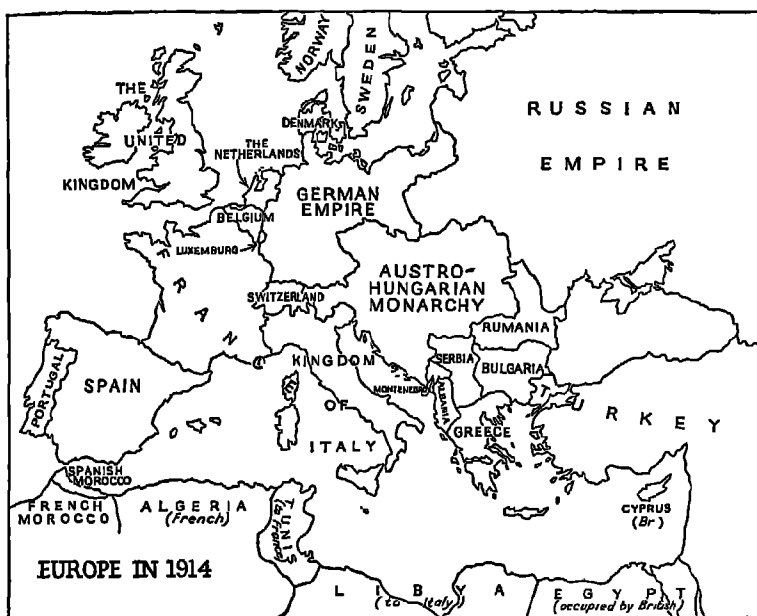 NORWAY
SWEDEN
THE
UNITED
KINGDOM
RUSSIAN
EMPIRE
DENMARK
THE
NETHERLANDS
GERMAN
EMPIRE
BELGIUM
LUXEMBURG
FRANCE
SWITZERLAND
AUSTRO-
HUNGARIAN
MONARCHY
RUMANIA
SERBIA
BULGARIA
MONTENEGRO
ALBANIA
KINGDOM
OF
ITALY
PORTUGAL
SPAIN
GREECE
TURKEY
SPANISH
MOROCCO
FRENCH
MOROCCO
ALGERIA
(French)
TUNIS
(to France)
CYPRUS
(Br)
LIBYA
(to Italy)
EGYPT
(occupied by British)
EUROPE IN 1914